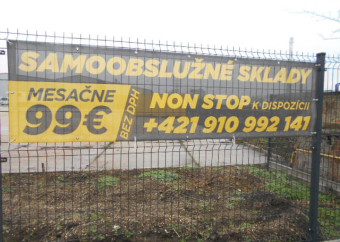 SAMOOBSLUŽNÉ SKLADY
MESAČNE
99€
BEZ DPH
NON STOP K DISPOZÍCII
+421 910 992 141